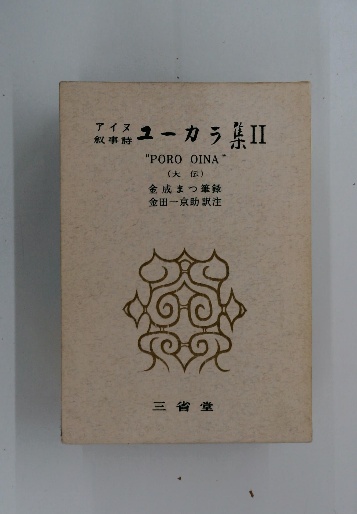 アイヌ
叙事詩 ユーカラ集II
"PORO OINA"
(大伝)
金成まつ筆録
金田一京助訳注
三省堂